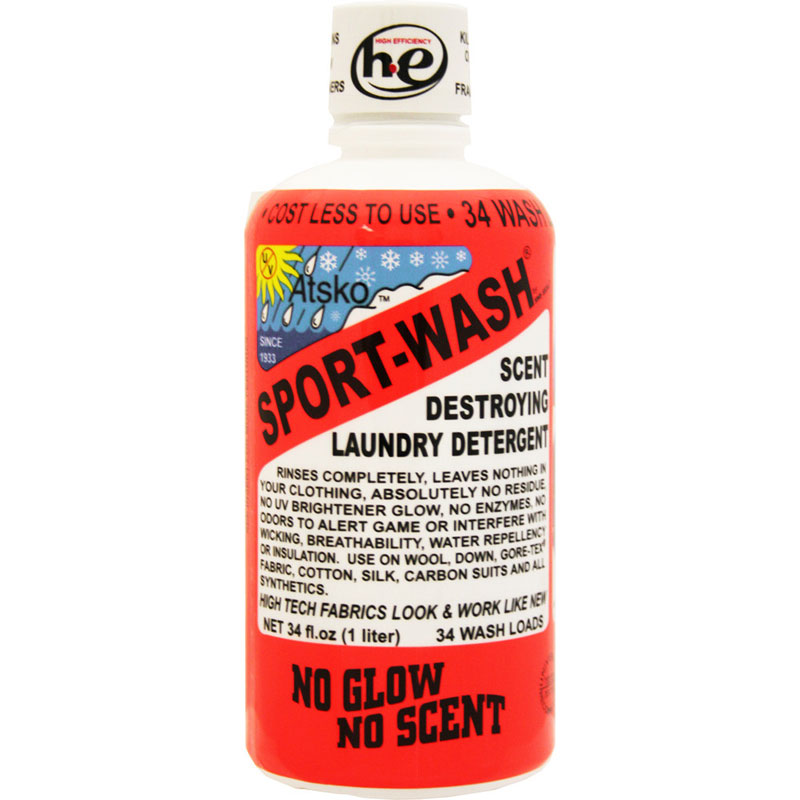 HIGH EFFICIENCY
h.e
• COST LESS TO USE • 34 WASH
U/V
Atsko™
SINCE
1933
SPORT-WASH®
SCENT
DESTROYING
LAUNDRY DETERGENT
RINSES COMPLETELY, LEAVES NOTHING IN
YOUR CLOTHING, ABSOLUTELY NO RESIDUE,
NO UV BRIGHTENER GLOW, NO ENZYMES, NO
ODORS TO ALERT GAME OR INTERFERE WITH
WICKING, BREATHABILITY, WATER REPELLENCY
OR INSULATION. USE ON WOOL, DOWN, GORE-TEX®
FABRIC, COTTON, SILK, CARBON SUITS AND ALL
SYNTHETICS.
HIGH TECH FABRICS LOOK & WORK LIKE NEW
NET 34 fl.oz (1 liter) 34 WASH LOADS
NO GLOW
NO SCENT